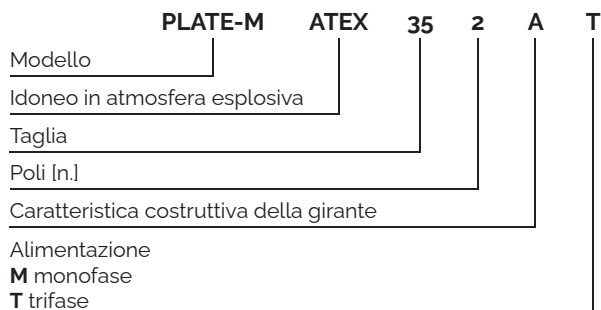 PLATE-M ATEX 35 2 A T
Modello
Idoneo in atmosfera esplosiva
Taglia
Poli [n.]
Caratteristica costruttiva della girante
Alimentazione
M monofase
T trifase